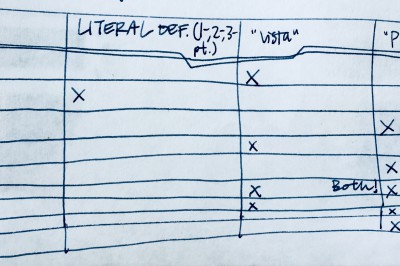 LITERAL DEF. (1-, 2-, 3- "Vista" "P
pt.)
X
X
X
X
X
Both!
X X
X X
X